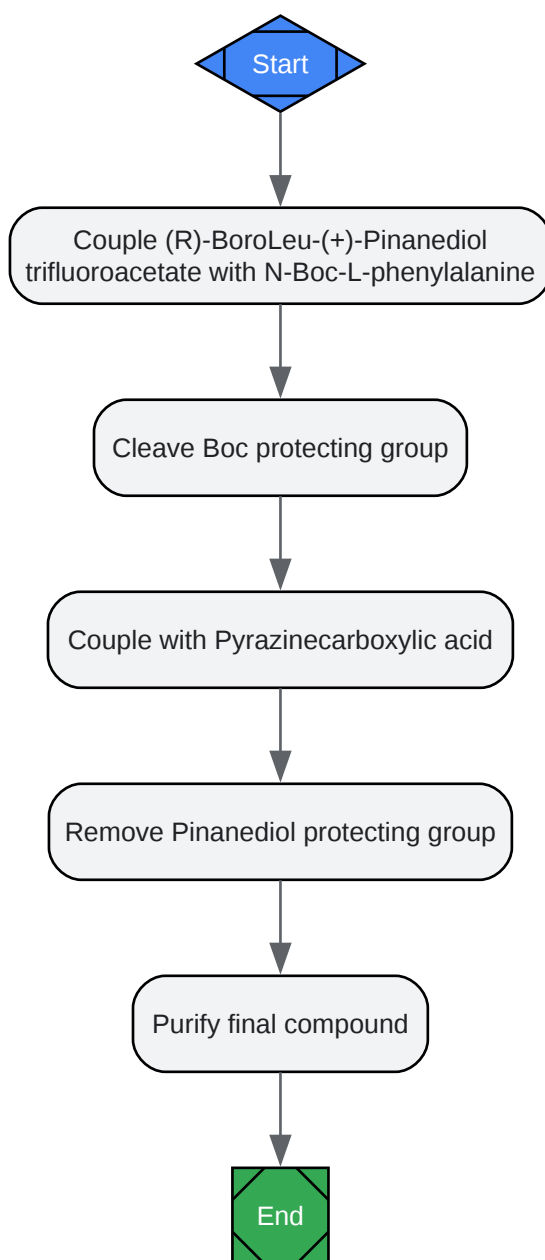 Start
Couple (R)-BoroLeu-(+)-Pinanediol
trifluoroacetate with N-Boc-L-phenylalanine
Cleave Boc protecting group
Couple with Pyrazinecarboxylic acid
Remove Pinanediol protecting group
Purify final compound
End